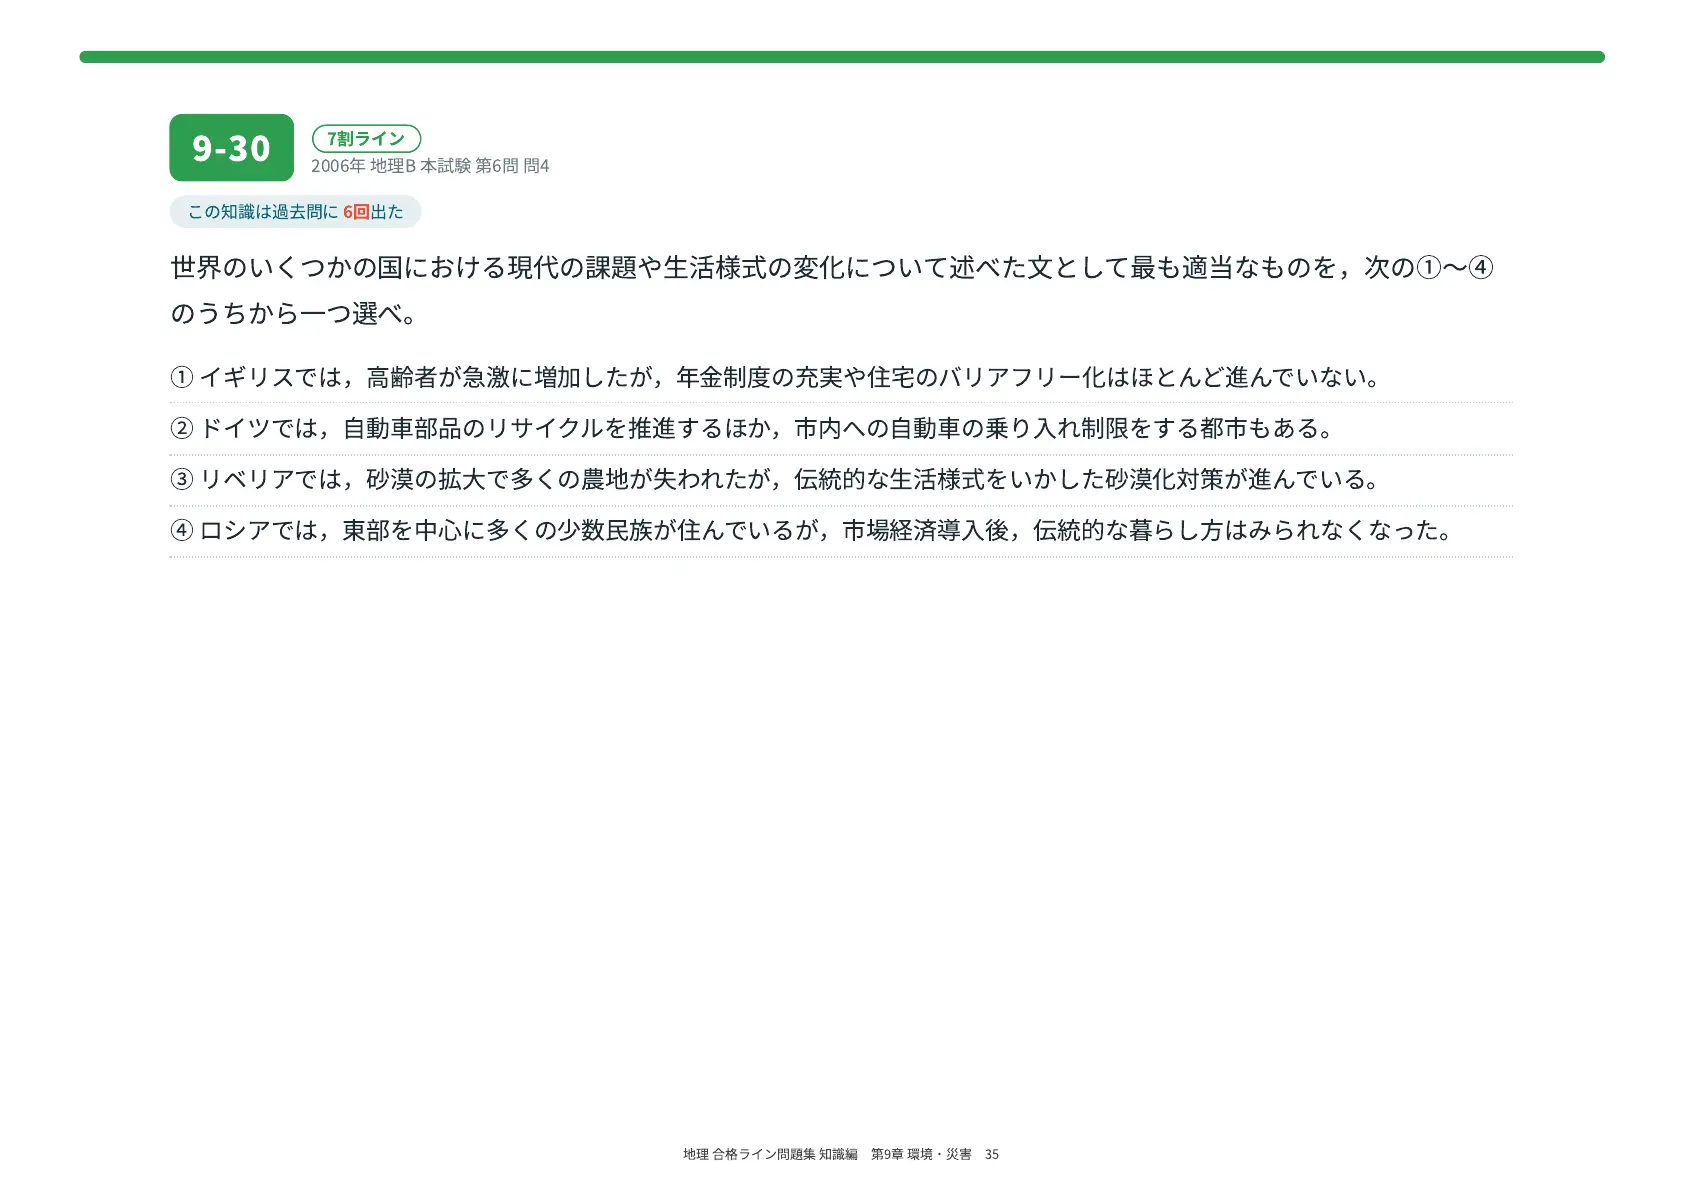 9-30
7割ライン
2006年 地理B 本試験 第6問 問4
この知識は過去問に 6回出た
世界のいくつかの国における現代の課題や生活様式の変化について述べた文として最も適当なものを，次の①～④
のうちから一つ選べ。
① イギリスでは，高齢者が急激に増加したが，年金制度の充実や住宅のバリアフリー化はほとんど進んでいない。
② ドイツでは，自動車部品のリサイクルを推進するほか，市内への自動車の乗り入れ制限をする都市もある。
③ リベリアでは，砂漠の拡大で多くの農地が失われたが，伝統的な生活様式をいかした砂漠化対策が進んでいる。
④ ロシアでは，東部を中心に多くの少数民族が住んでいるが，市場経済導入後，伝統的な暮らし方はみられなくなった。
地理 合格ライン問題集 知識編　第9章 環境・災害　35